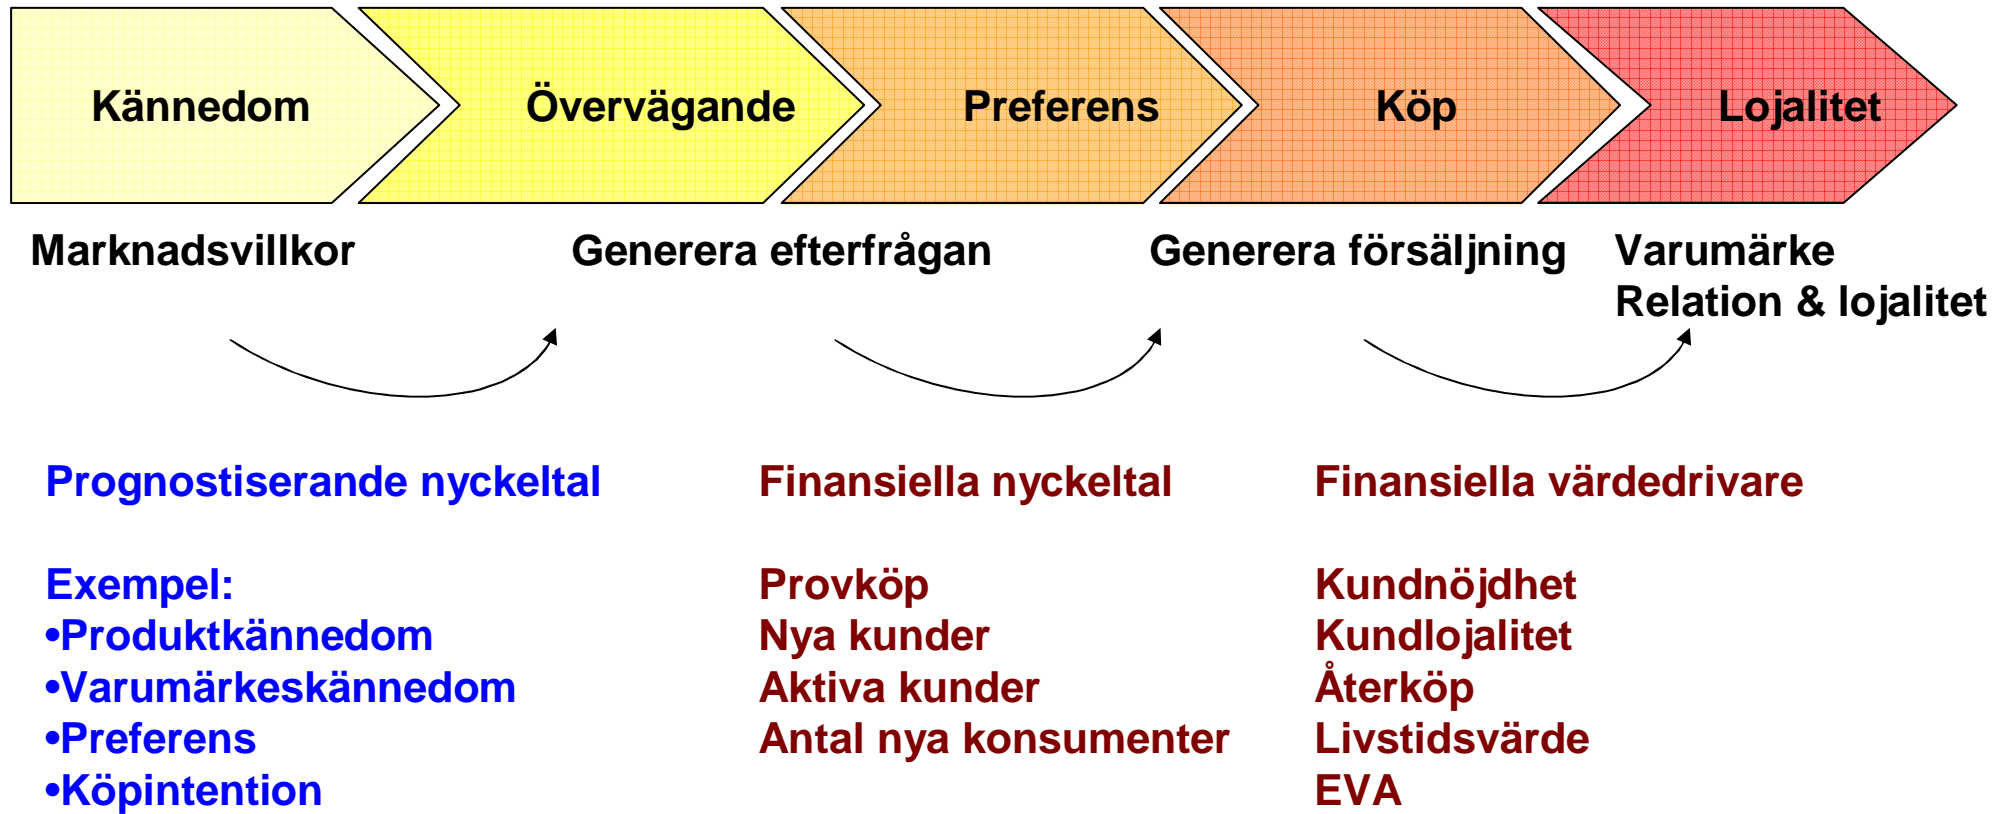 Kännedom
Övervägande
Preferens
Köp
Lojalitet
Marknadsvillkor
Generera efterfrågan
Generera försäljning
Varumärke
Relation & lojalitet
Prognostiserande nyckeltal
Exempel:
•Produktkännedom
•Varumärkeskännedom
•Preferens
•Köpintention
Finansiella nyckeltal
Provköp
Nya kunder
Aktiva kunder
Antal nya konsumenter
Finansiella värdedrivare
Kundnöjdhet
Kundlojalitet
Återköp
Livstidsvärde
EVA